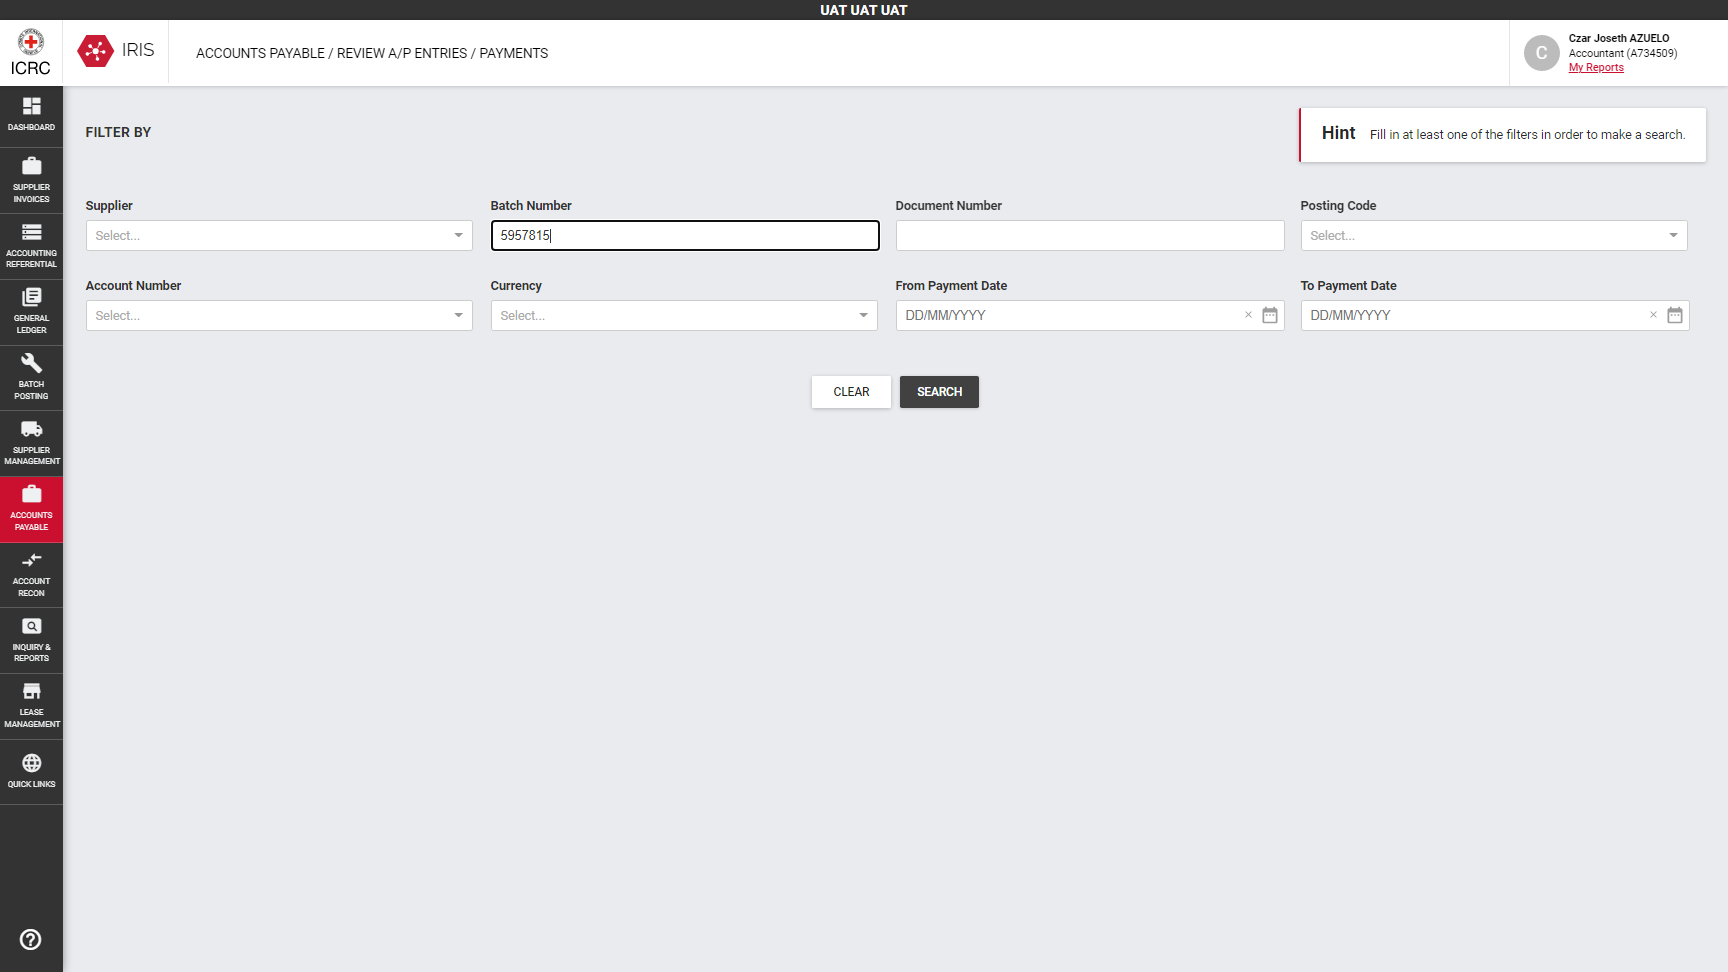 UAT UAT UAT
ICRC
IRIS
ACCOUNTS PAYABLE / REVIEW A/P ENTRIES / PAYMENTS
C
Czar Joseth AZUELO
Accountant (A734509)
My Reports
DASHBOARD
SUPPLIER
INVOICES
ACCOUNTING
REFERENTIAL
GENERAL
LEDGER
BATCH
POSTING
SUPPLIER
MANAGEMENT
ACCOUNTS
PAYABLE
ACCOUNT
RECON
INQUIRY &
REPORTS
LEASE
MANAGEMENT
QUICK LINKS
FILTER BY
Hint Fill in at least one of the filters in order to make a search.
Supplier Batch Number Document Number Posting Code
Select... 5957815 Select...
Account Number Currency From Payment Date To Payment Date
Select... Select... DD/MM/YYYY × DD/MM/YYYY ×
CLEAR SEARCH